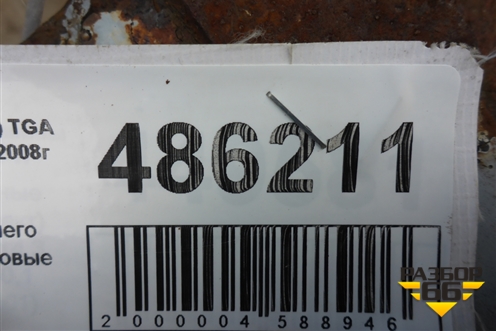 ) TGA
2008г
486211
него
овые
2000004588946
РАЗБОР
66